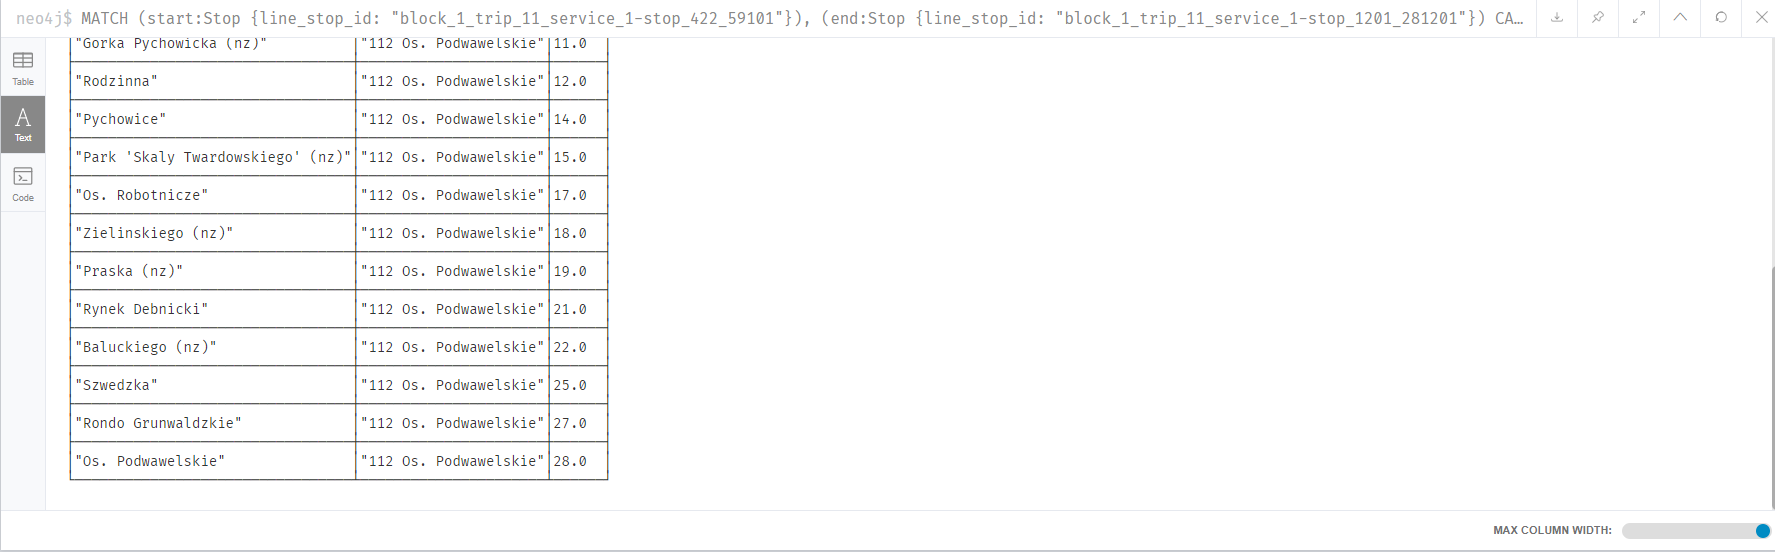 neo4j$ MATCH (start:Stop {line_stop_id: "block_1_trip_11_service_1-stop_422_59101"}), (end:Stop {line_stop_id: "block_1_trip_11_service_1-stop_1201_281201"}) CA…
Table
Text
Code
"Gorka Pychowicka (nz)" "112 Os. Podwawelskie" 11.0
"Rodzinna" "112 Os. Podwawelskie" 12.0
"Pychowice" "112 Os. Podwawelskie" 14.0
"Park 'Skaly Twardowskiego' (nz)" "112 Os. Podwawelskie" 15.0
"Os. Robotnicze" "112 Os. Podwawelskie" 17.0
"Zielinskiego (nz)" "112 Os. Podwawelskie" 18.0
"Praska (nz)" "112 Os. Podwawelskie" 19.0
"Rynek Debnicki" "112 Os. Podwawelskie" 21.0
"Baluckiego (nz)" "112 Os. Podwawelskie" 22.0
"Szwedzka" "112 Os. Podwawelskie" 25.0
"Rondo Grunwaldzkie" "112 Os. Podwawelskie" 27.0
"Os. Podwawelskie" "112 Os. Podwawelskie" 28.0
MAX COLUMN WIDTH: